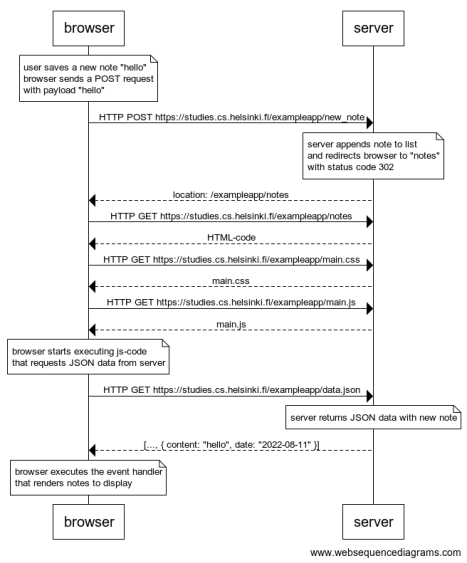 browser
server
user saves a new note "hello"
browser sends a POST request
with payload "hello"
HTTP POST https://studies.cs.helsinki.fi/exampleapp/new_note
server appends note to list
and redirects browser to "notes"
with status code 302
location: /exampleapp/notes
HTTP GET https://studies.cs.helsinki.fi/exampleapp/notes
HTML-code
HTTP GET https://studies.cs.helsinki.fi/exampleapp/main.css
main.css
HTTP GET https://studies.cs.helsinki.fi/exampleapp/main.js
main.js
browser starts executing js-code
that requests JSON data from server
HTTP GET https://studies.cs.helsinki.fi/exampleapp/data.json
server returns JSON data with new note
[..., { content: "hello", date: "2022-08-11" }]
browser executes the event handler
that renders notes to display
browser
server
www.websequencediagrams.com